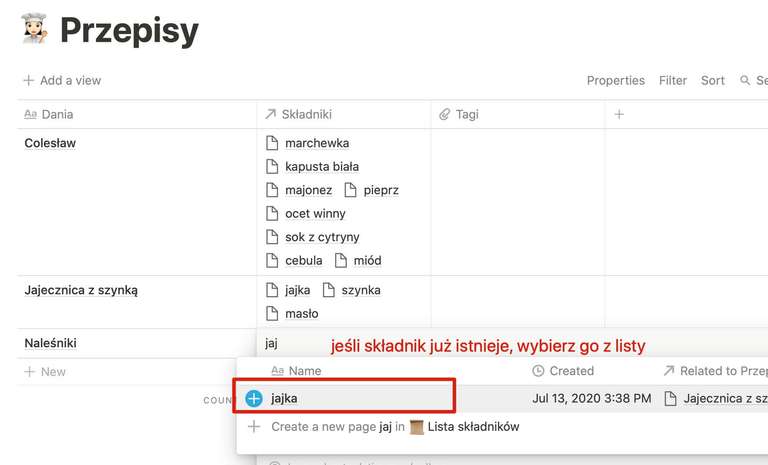 Przepisy
Add a view
Properties Filter Sort Se
Aa Dania Składniki Tagi
Colesław marchewka
kapusta biała
majonez pieprz
ocet winny
sok z cytryny
cebula miód
Jajecznica z szynką jajka szynka
masło
Naleśniki jaj jeśli składnik już istnieje, wybierz go z listy
New Aa Name Created Related to Przep
COUN jajka Jul 13, 2020 3:38 PM Jajecznica z sz
Create a new page jaj in Lista składników